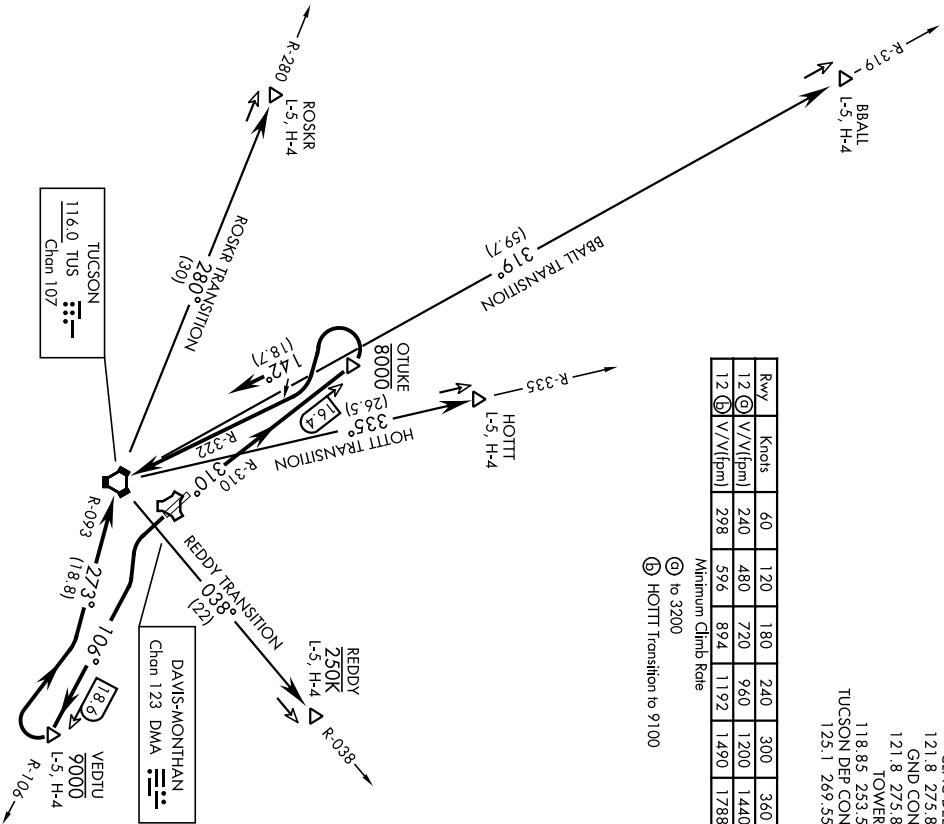 CLNC DEL
121.8 275.8
GND CON
121.8 275.8
TOWER
118.85 253.5
TUCSON DEP CON
125.1 269.55
Rwy Knots 60 120 180 240 300 360
12 ⓐ V/V(fpm) 240 480 720 960 1200 1440
12 ⓑ V/V(fpm) 298 596 894 1192 1490 1788
Minimum Climb Rate
ⓐ to 3200
ⓑ HOTTT Transition to 9100
R-319
BBALL
L-5, H-4
BBALL TRANSITION
319°
(59.7)
R-280
ROSKR
L-5, H-4
ROSKR TRANSITION
280°
(30)
R-335
HOTTT
L-5, H-4
HOTTT TRANSITION
335°
(26.5)
OTUKE
8000
16.4
142°
(18.7)
R-322
R-310
310°
TUCSON
116.0 TUS
Chan 107
REDDY TRANSITION
038°
(22)
REDDY
250K
L-5, H-4
R-038
DAVIS-MONTHAN
Chan 123 DMA
R-093
273°
(18.8)
106°
18.6
VEDTU
9000
L-5, H-4
R-106